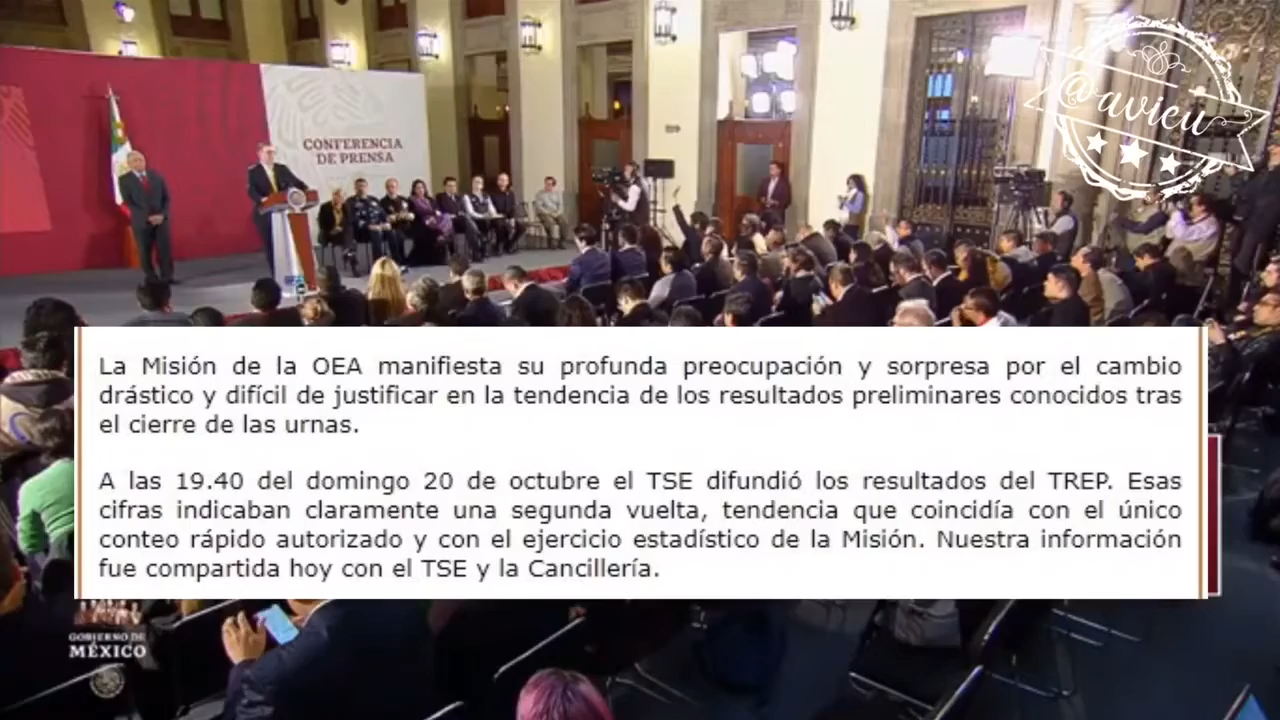 @avieu
CONFERENCIA
DE PRENSA
La Misión de la OEA manifiesta su profunda preocupación y sorpresa por el cambio
drástico y difícil de justificar en la tendencia de los resultados preliminares conocidos tras
el cierre de las urnas.
A las 19.40 del domingo 20 de octubre el TSE difundió los resultados del TREP. Esas
cifras indicaban claramente una segunda vuelta, tendencia que coincidía con el único
conteo rápido autorizado y con el ejercicio estadístico de la Misión. Nuestra información
fue compartida hoy con el TSE y la Cancillería.
GOBIERNO DE
MÉXICO